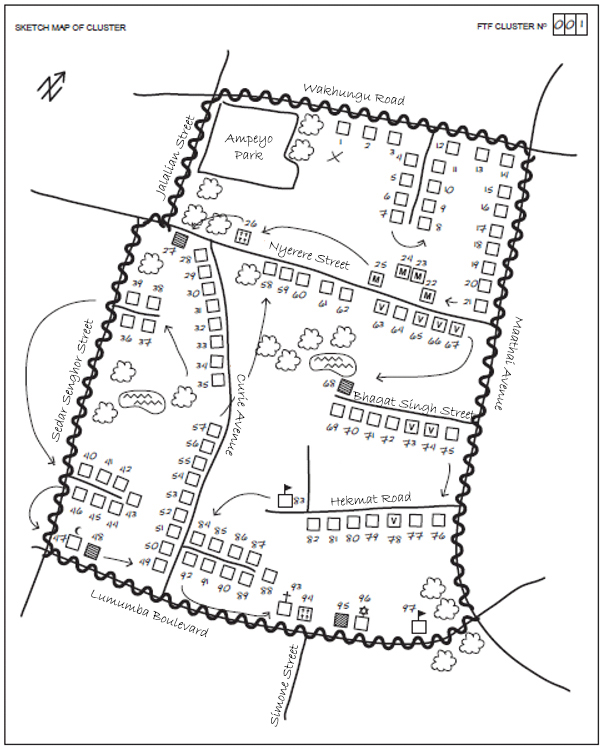 SKETCH MAP OF CLUSTER
FTF CLUSTER Nº 001
N
Wakhungu Road
Jalalian Street
Ampeyo
Park
X
1 2 3 4 5 6 7
12 13 14
11 10 9 8
15 16 17 18 19 20 21
26
27
Nyerere Street
25 24 23 22
M M M M
28 29 30 31 32 33 34 35
58 59 60 61 62
63 64 65 66 67
V V V V
39 38
36 37
Sedar Senghor Street
Curie Avenue
Maathai Avenue
68
Bhagat Singh Street
69 70 71 72 73 74 75
V V
57 56 55 54 53 52 51 50 49
40 41 42
46 45 44 43
47 48
83
Hekmat Road
82 81 80 79 78 77 76
V
84 85 86 87
92 91 90 89 88
93 94 95 96 97
Lumumba Boulevard
Simone Street